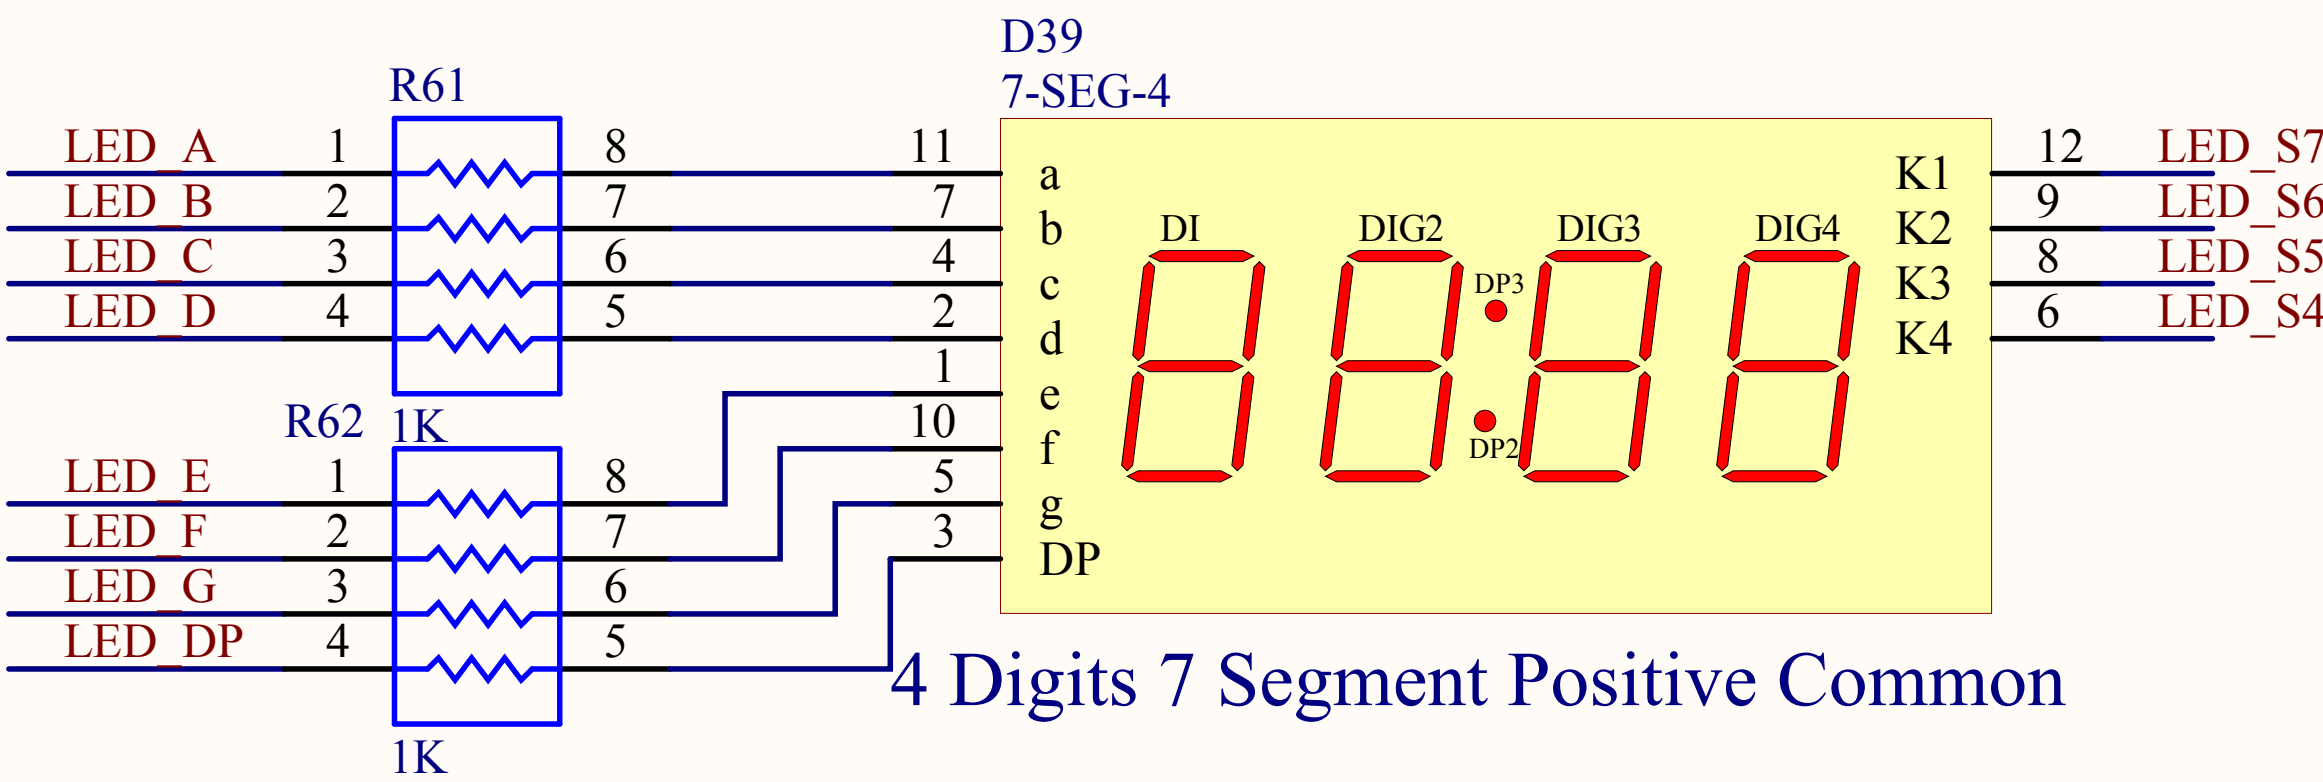 D39
7-SEG-4
R61
LED_A 1 8 11 a K1 12 LED_S7
LED_B 2 7 7 b DI DIG2 DIG3 DIG4 K2 9 LED_S6
LED_C 3 6 4 c DP3 K3 8 LED_S5
LED_D 4 5 2 d K4 6 LED_S4
1 e
R62 1K 10 f DP2
LED_E 1 8 5 g
LED_F 2 7 3 DP
LED_G 3 6
LED_DP 4 5
4 Digits 7 Segment Positive Common
1K